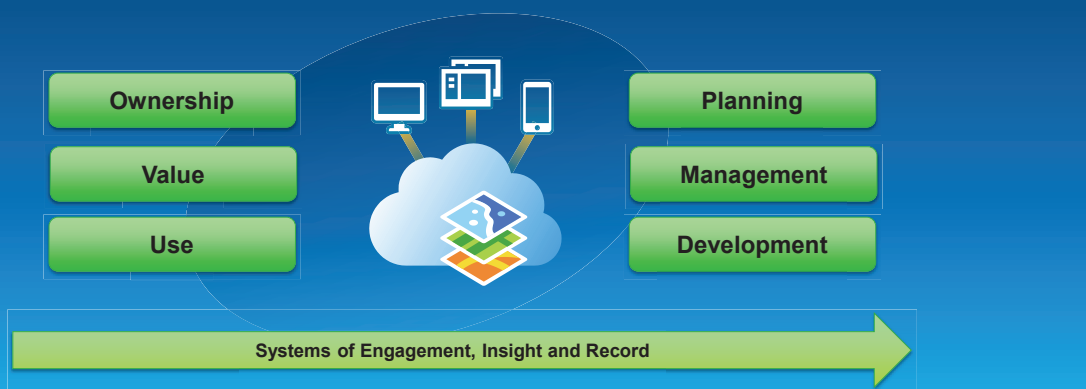 Ownership
Value
Use
Planning
Management
Development
Systems of Engagement, Insight and Record